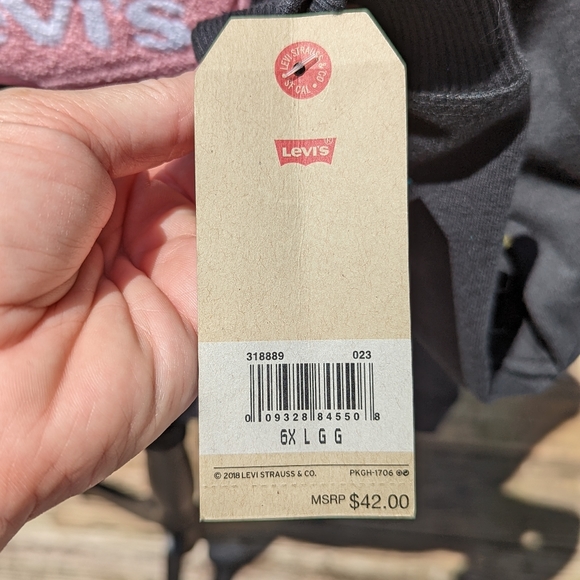 Levi's
LEVI STRAUSS & CO.
S.F. CAL
Levi's®
318889 023
0 09328 84550 8
6X L G G
© 2018 LEVI STRAUSS & CO. PKGH-1706
MSRP $42.00